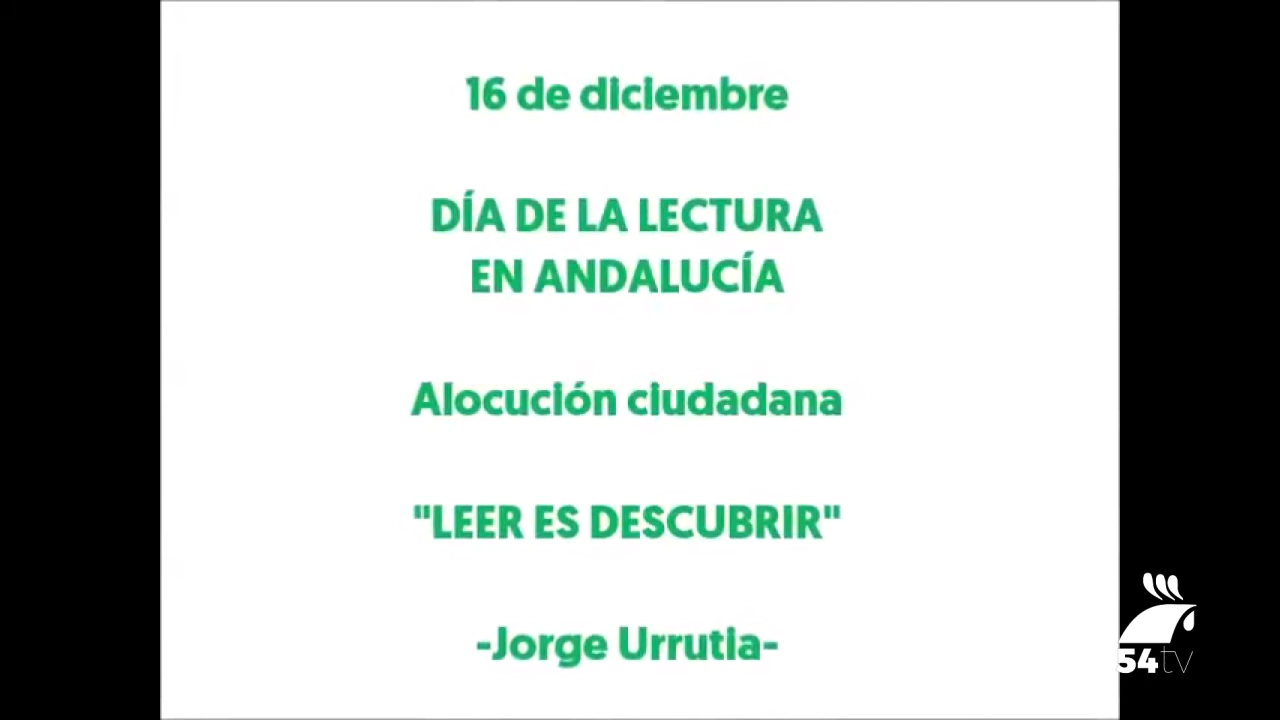 16 de diciembre
DÍA DE LA LECTURA
EN ANDALUCÍA
Alocución ciudadana
"LEER ES DESCUBRIR"
-Jorge Urrutia-
54tv